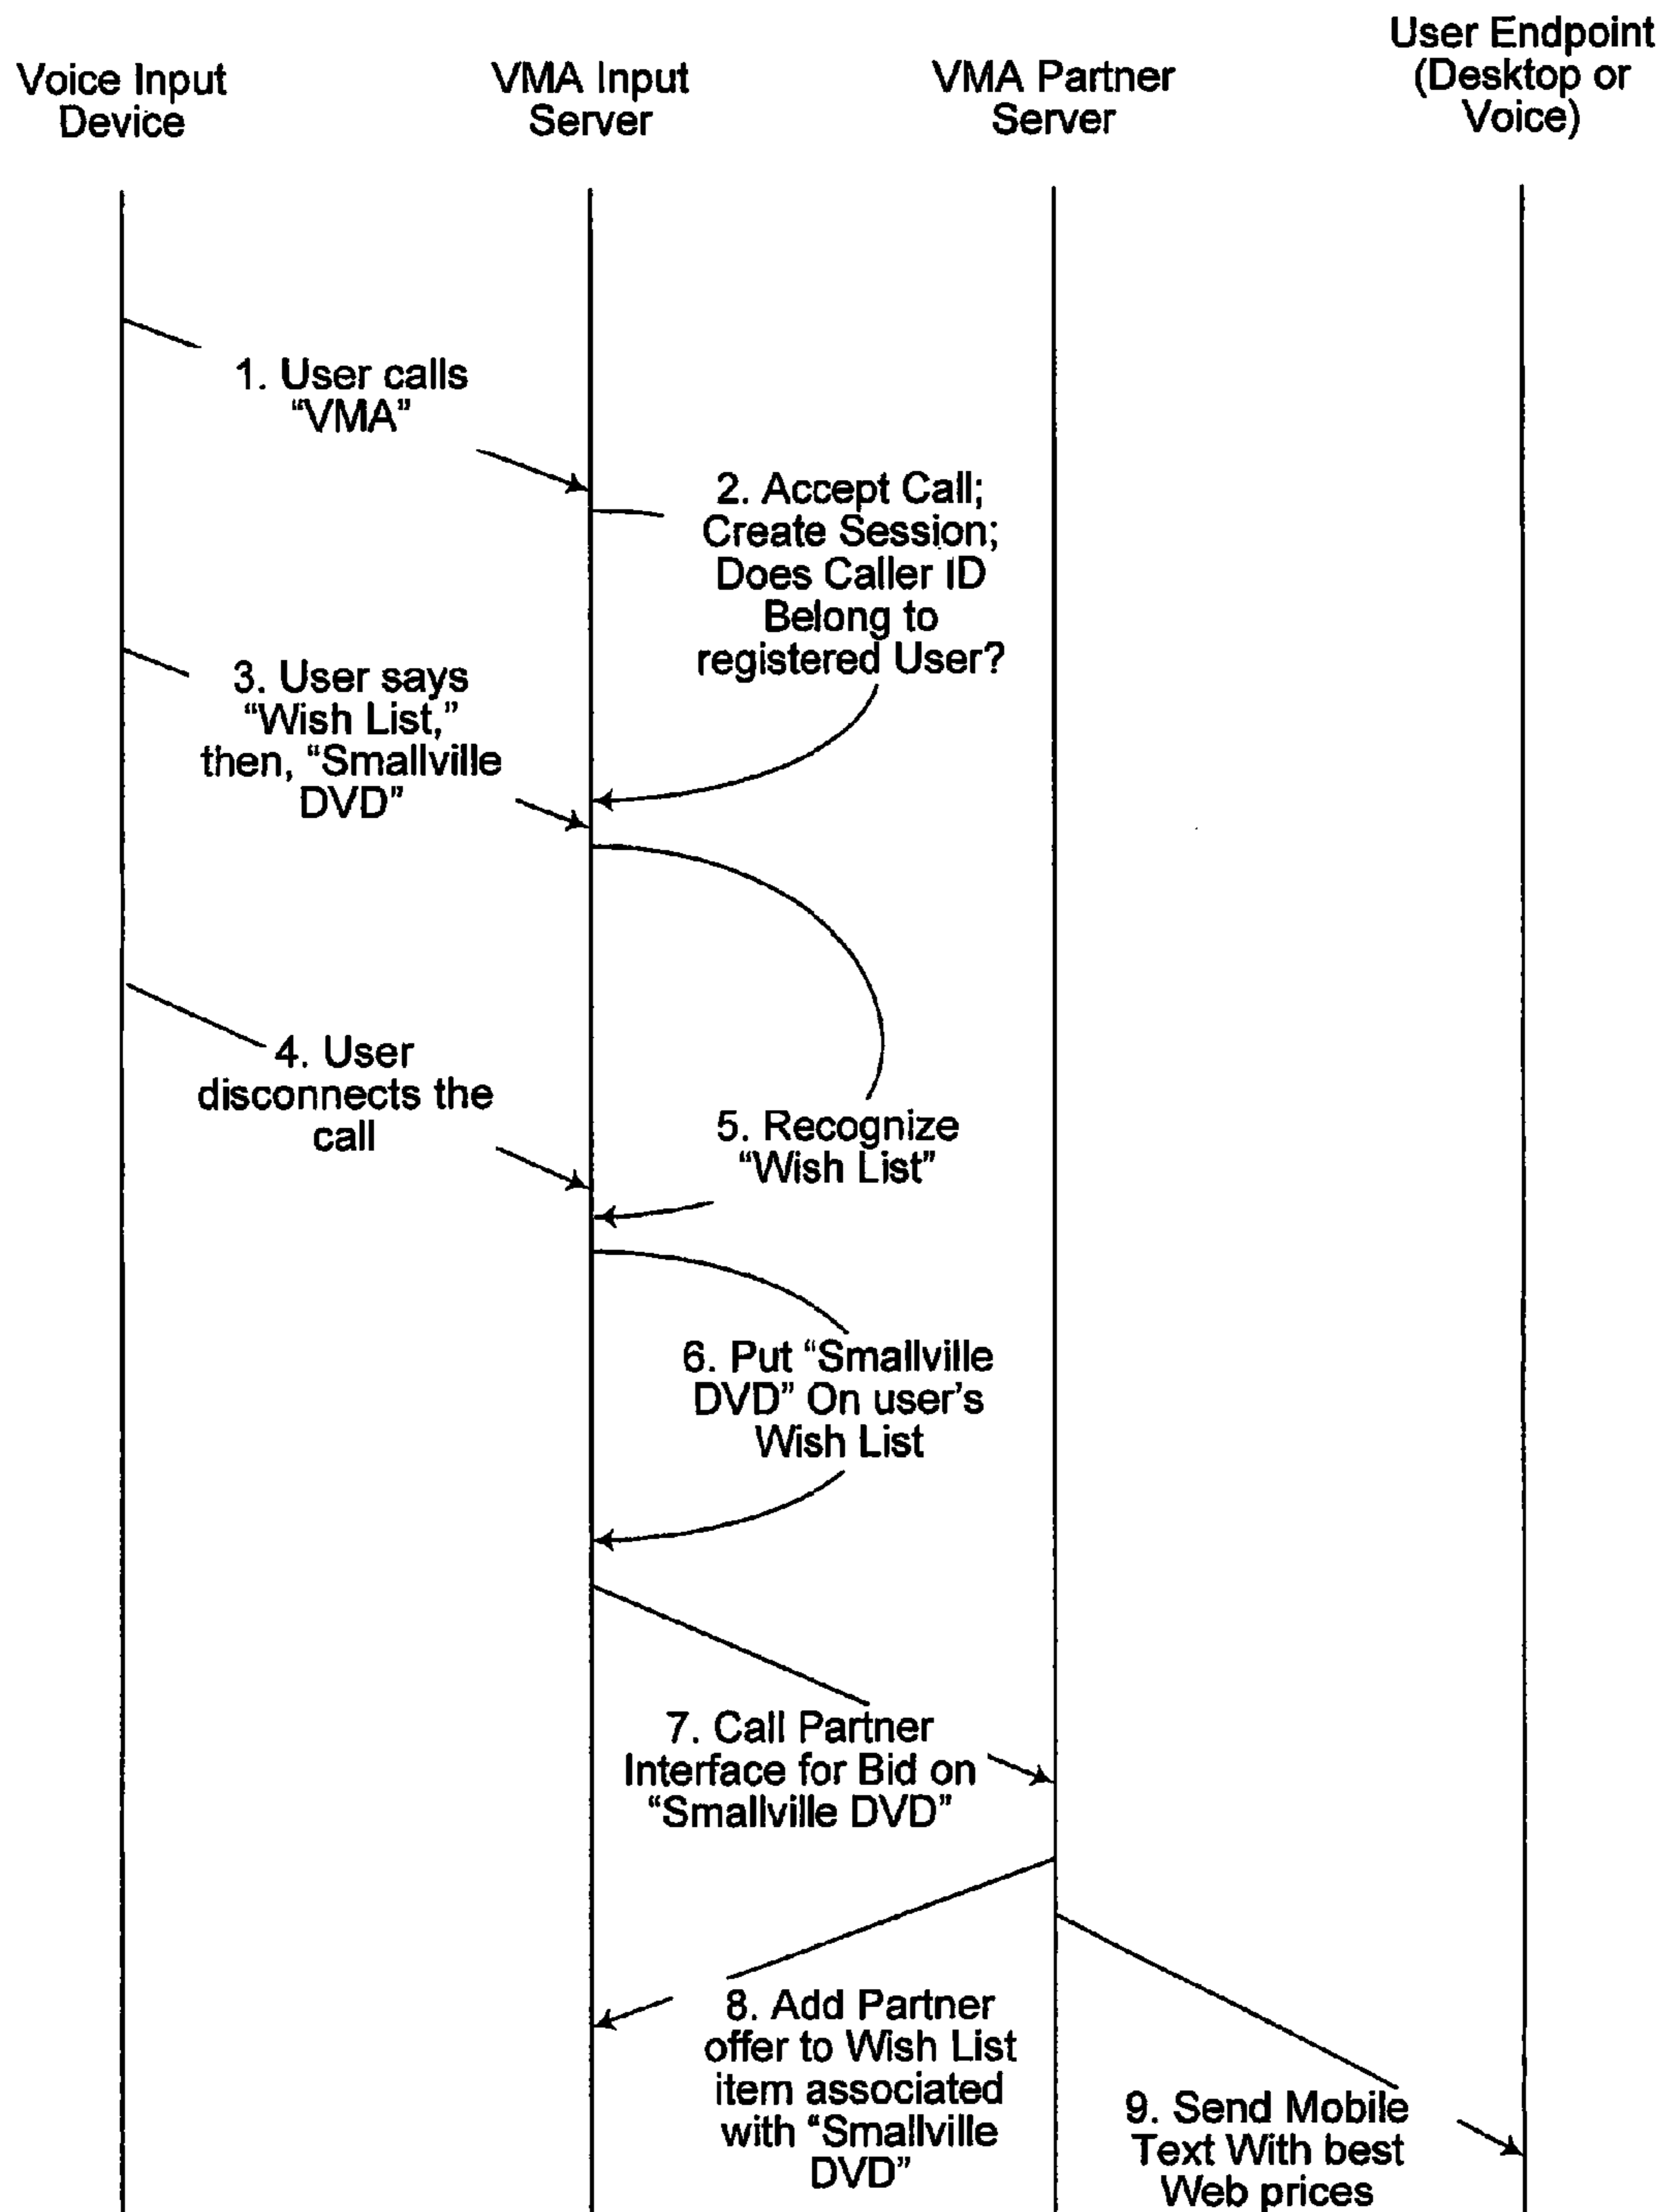 Voice Input
Device
VMA Input
Server
VMA Partner
Server
User Endpoint
(Desktop or
Voice)
1. User calls
“VMA”
2. Accept Call;
Create Session;
Does Caller ID
Belong to
registered User?
3. User says
“Wish List,”
then, “Smallville
DVD”
4. User
disconnects the
call
5. Recognize
“Wish List”
6. Put “Smallville
DVD” On user’s
Wish List
7. Call Partner
Interface for Bid on
“Smallville DVD”
8. Add Partner
offer to Wish List
item associated
with “Smallville
DVD”
9. Send Mobile
Text With best
Web prices